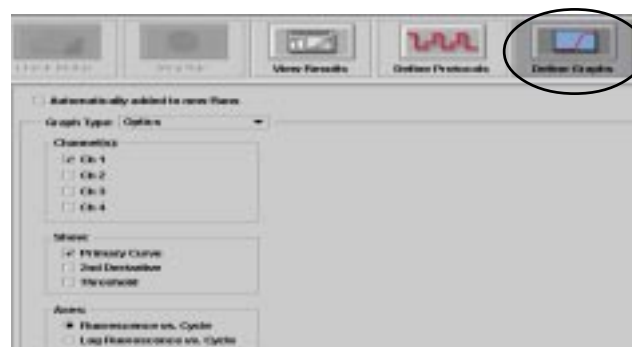 View Results
Define Protocols
Define Graphs
Automatically added to new Runs
Graph Type: Optics
Channel(s)
Ch 1
Ch 2
Ch 3
Ch 4
Show:
Primary Curve
2nd Derivative
Threshold
Axes:
Fluorescence vs. Cycle
Log Fluorescence vs. Cycle